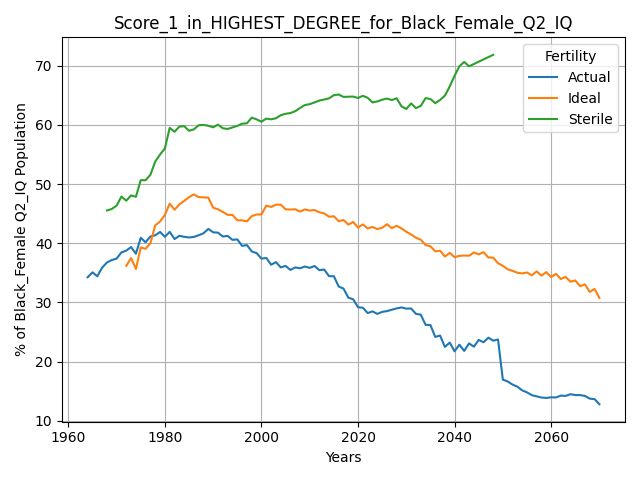 Score_1_in_HIGHEST_DEGREE_for_Black_Female_Q2_IQ
% of Black_Female Q2_IQ Population
70
60
50
40
30
20
10
1960
1980
2000
2020
2040
2060
Years
Fertility
Actual
Ideal
Sterile